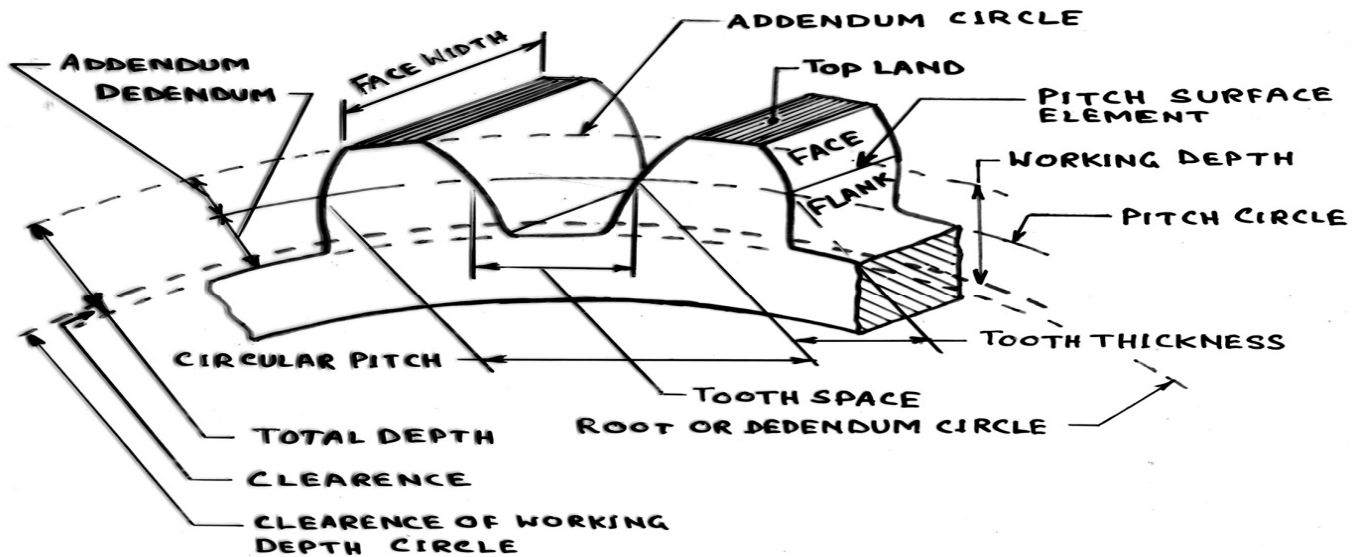 ADDENDUM CIRCLE
ADDENDUM
DEDENDUM
FACE WIDTH
TOP LAND
PITCH SURFACE
ELEMENT
FACE
WORKING DEPTH
FLANK
PITCH CIRCLE
CIRCULAR PITCH
TOOTH THICKNESS
TOOTH SPACE
ROOT OR DEDENDUM CIRCLE
TOTAL DEPTH
CLEARENCE
CLEARENCE OF WORKING
DEPTH CIRCLE